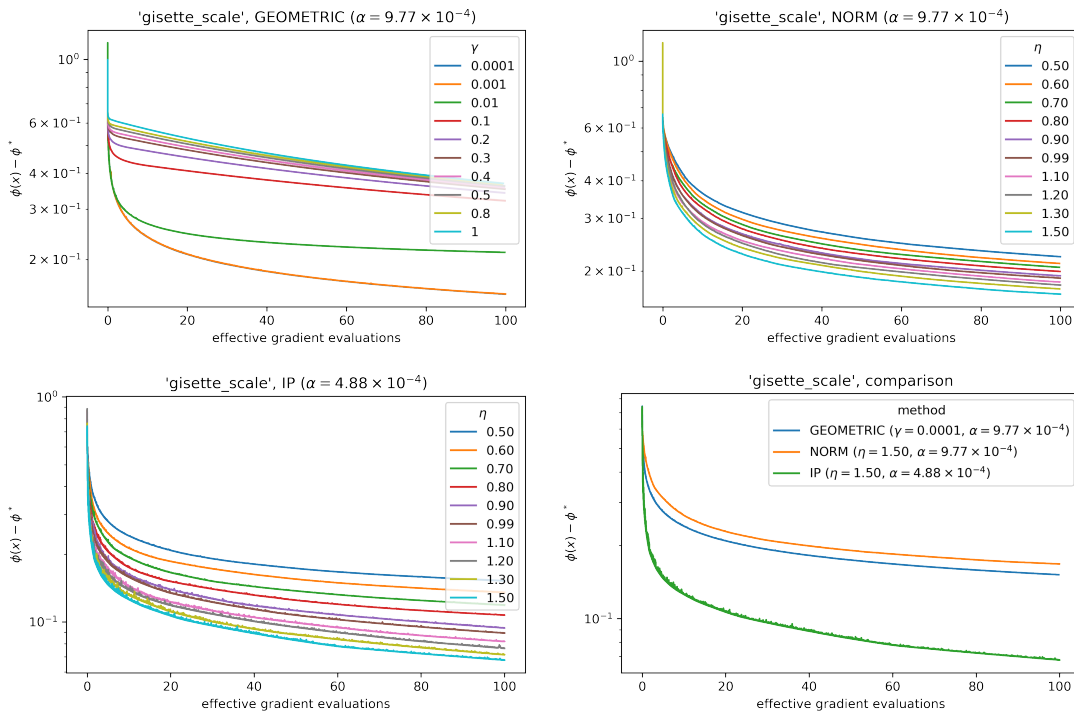 'gisette_scale', GEOMETRIC (α = 9.77 × 10⁻⁴)
ϕ(x) − ϕ*
10⁰
6 × 10⁻¹
4 × 10⁻¹
3 × 10⁻¹
2 × 10⁻¹
γ
0.0001
0.001
0.01
0.1
0.2
0.3
0.4
0.5
0.8
1
0 20 40 60 80 100
effective gradient evaluations
'gisette_scale', NORM (α = 9.77 × 10⁻⁴)
ϕ(x) − ϕ*
10⁰
6 × 10⁻¹
4 × 10⁻¹
3 × 10⁻¹
2 × 10⁻¹
η
0.50
0.60
0.70
0.80
0.90
0.99
1.10
1.20
1.30
1.50
0 20 40 60 80 100
effective gradient evaluations
'gisette_scale', IP (α = 4.88 × 10⁻⁴)
ϕ(x) − ϕ*
10⁰
10⁻¹
η
0.50
0.60
0.70
0.80
0.90
0.99
1.10
1.20
1.30
1.50
0 20 40 60 80 100
effective gradient evaluations
'gisette_scale', comparison
ϕ(x) − ϕ*
10⁻¹
method
GEOMETRIC (γ = 0.0001, α = 9.77 × 10⁻⁴)
NORM (η = 1.50, α = 9.77 × 10⁻⁴)
IP (η = 1.50, α = 4.88 × 10⁻⁴)
0 20 40 60 80 100
effective gradient evaluations